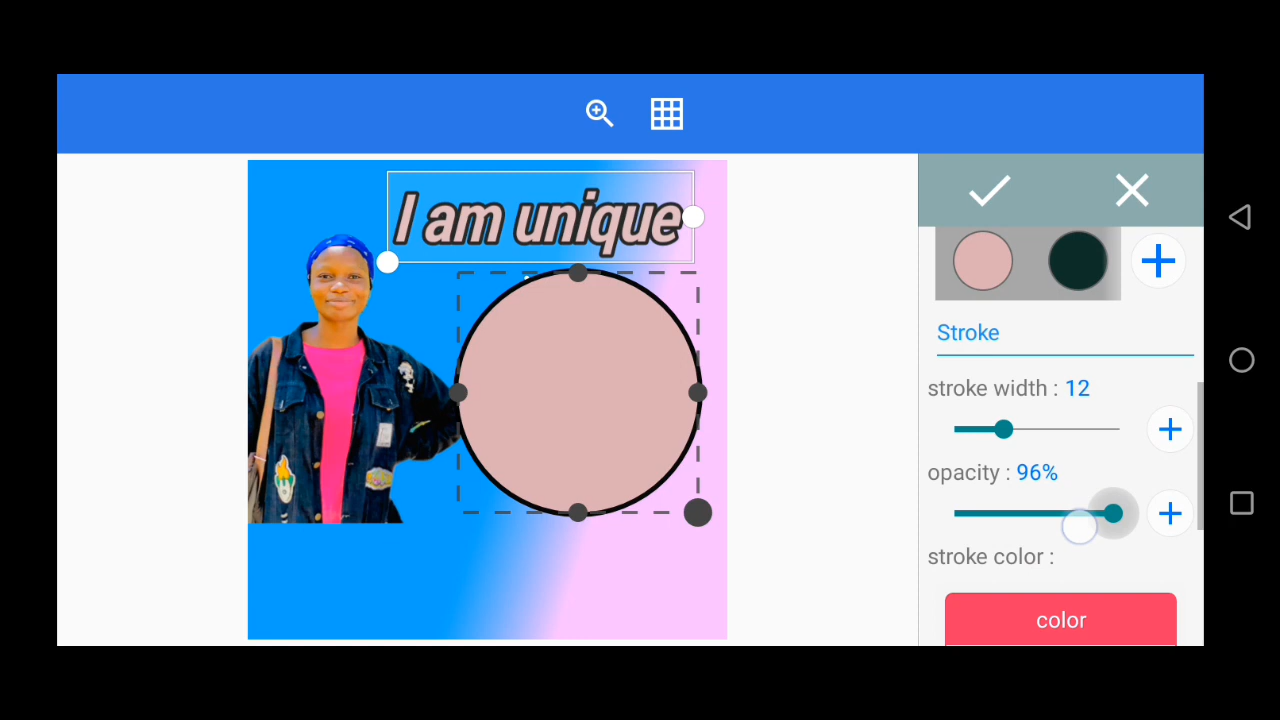 I am unique
Stroke
stroke width : 12
opacity : 96%
stroke color :
color